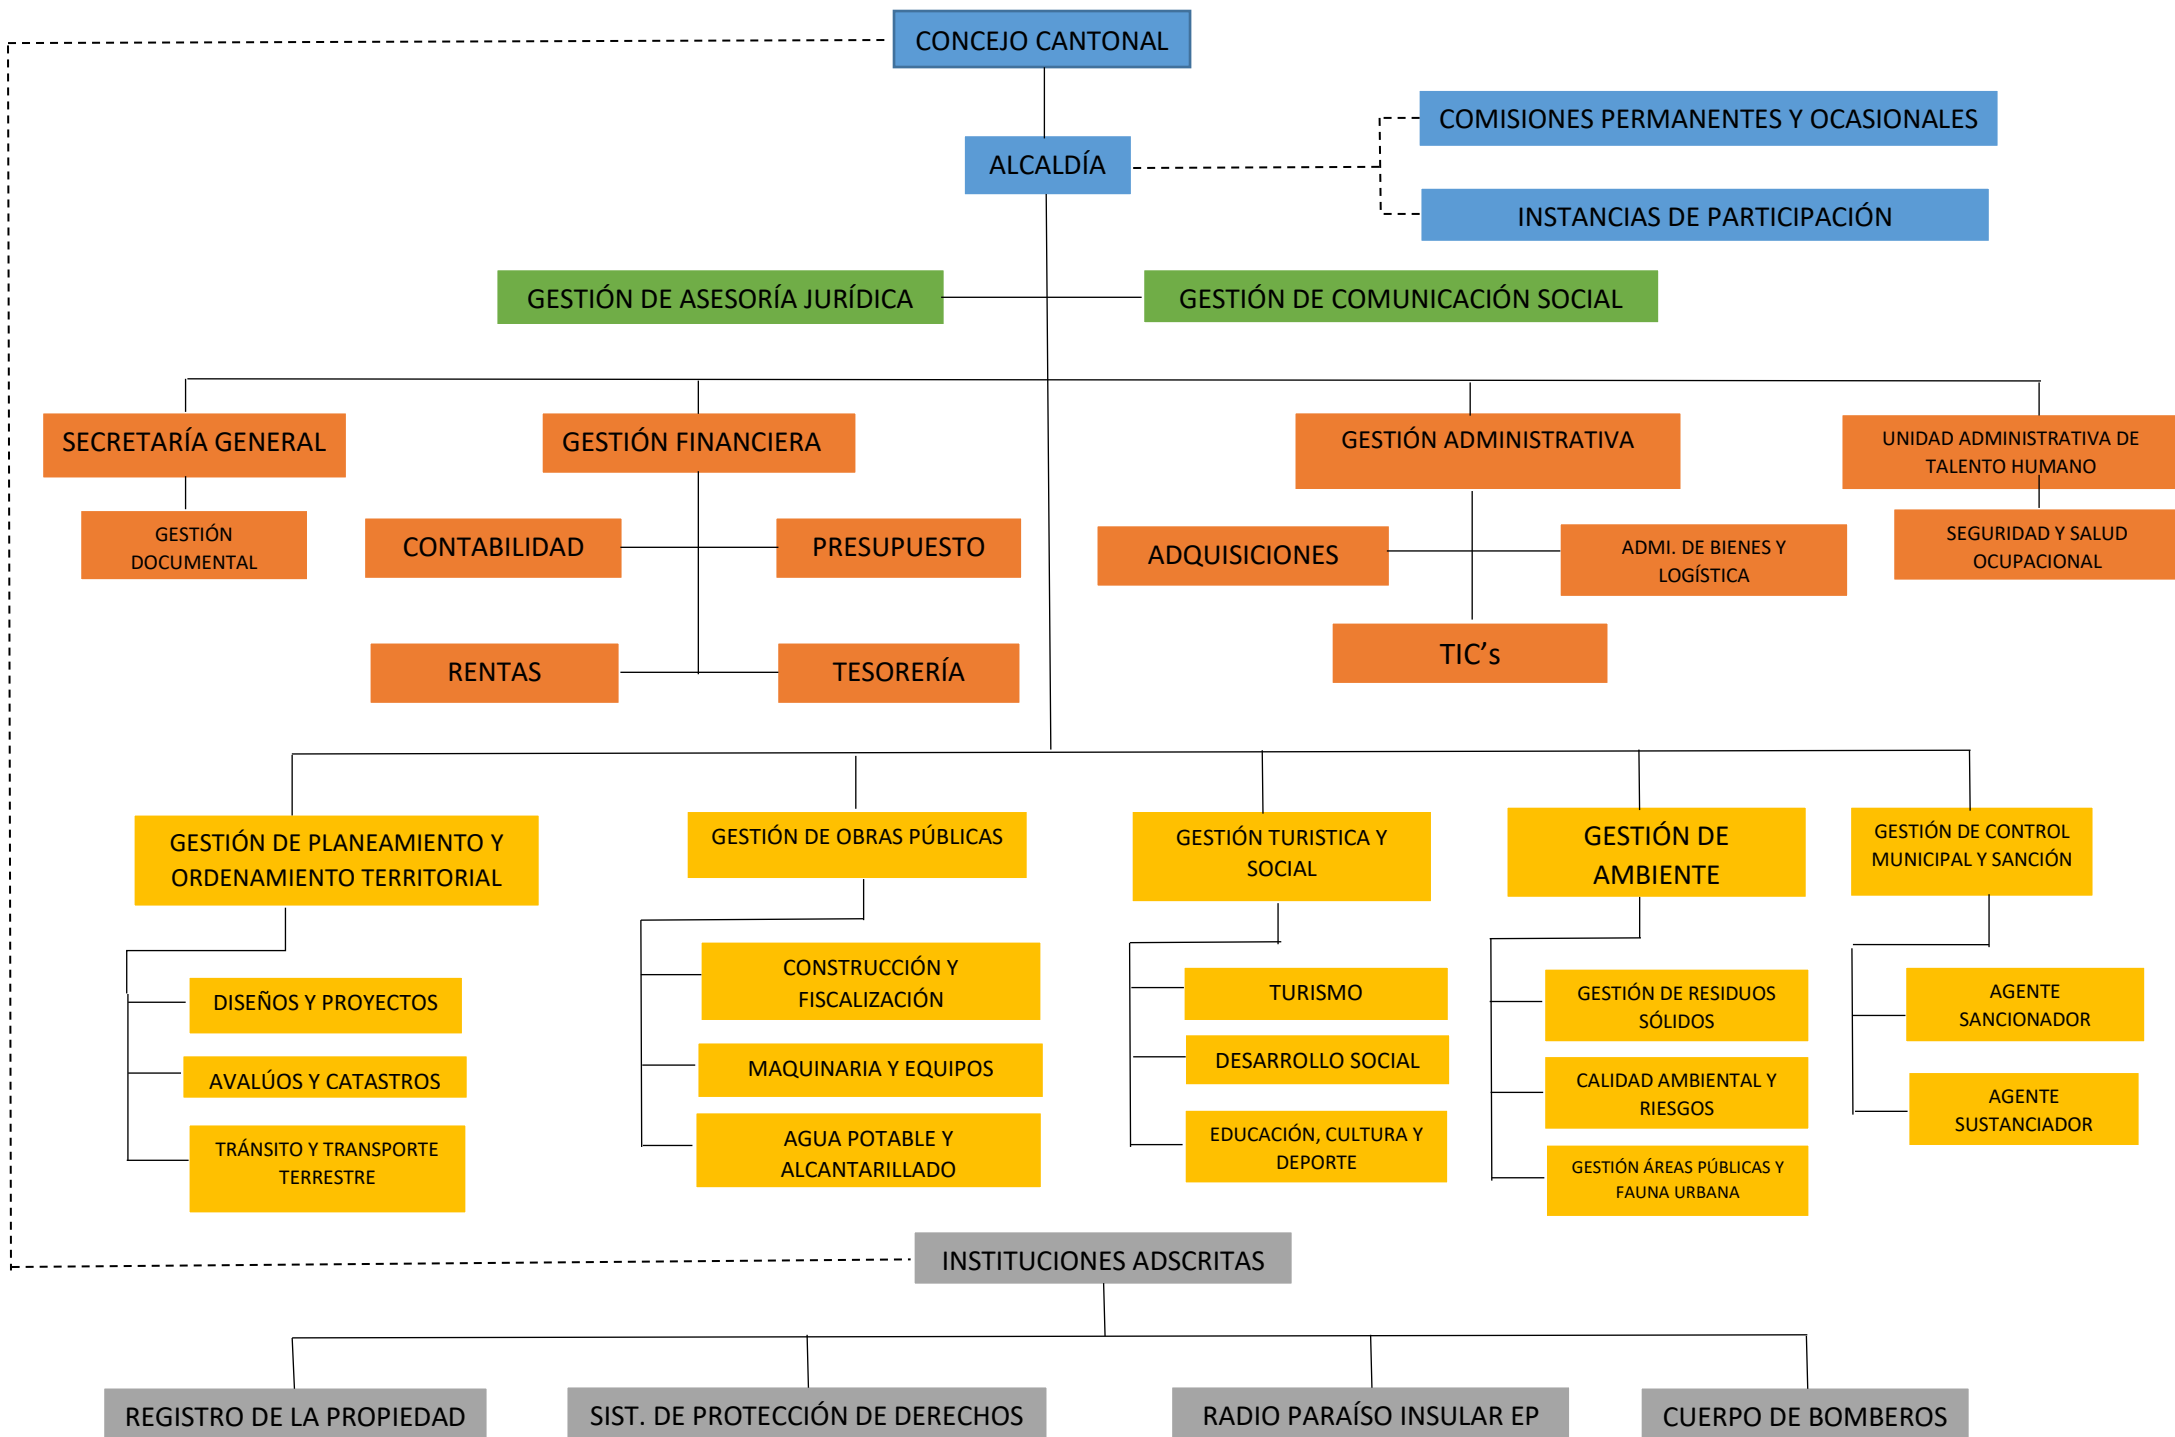 CONCEJO CANTONAL
COMISIONES PERMANENTES Y OCASIONALES
ALCALDÍA
INSTANCIAS DE PARTICIPACIÓN
GESTIÓN DE ASESORÍA JURÍDICA
GESTIÓN DE COMUNICACIÓN SOCIAL
SECRETARÍA GENERAL
GESTIÓN FINANCIERA
GESTIÓN ADMINISTRATIVA
UNIDAD ADMINISTRATIVA DE
TALENTO HUMANO
GESTIÓN
DOCUMENTAL
CONTABILIDAD
PRESUPUESTO
ADQUISICIONES
ADMI. DE BIENES Y
LOGÍSTICA
SEGURIDAD Y SALUD
OCUPACIONAL
RENTAS
TESORERÍA
TIC’s
GESTIÓN DE PLANEAMIENTO Y
ORDENAMIENTO TERRITORIAL
GESTIÓN DE OBRAS PÚBLICAS
GESTIÓN TURISTICA Y
SOCIAL
GESTIÓN DE
AMBIENTE
GESTIÓN DE CONTROL
MUNICIPAL Y SANCIÓN
DISEÑOS Y PROYECTOS
AVALÚOS Y CATASTROS
TRÁNSITO Y TRANSPORTE
TERRESTRE
CONSTRUCCIÓN Y
FISCALIZACIÓN
MAQUINARIA Y EQUIPOS
AGUA POTABLE Y
ALCANTARILLADO
TURISMO
DESARROLLO SOCIAL
EDUCACIÓN, CULTURA Y
DEPORTE
GESTIÓN DE RESIDUOS
SÓLIDOS
CALIDAD AMBIENTAL Y
RIESGOS
GESTIÓN ÁREAS PÚBLICAS Y
FAUNA URBANA
AGENTE
SANCIONADOR
AGENTE
SUSTANCIADOR
INSTITUCIONES ADSCRITAS
REGISTRO DE LA PROPIEDAD
SIST. DE PROTECCIÓN DE DERECHOS
RADIO PARAÍSO INSULAR EP
CUERPO DE BOMBEROS